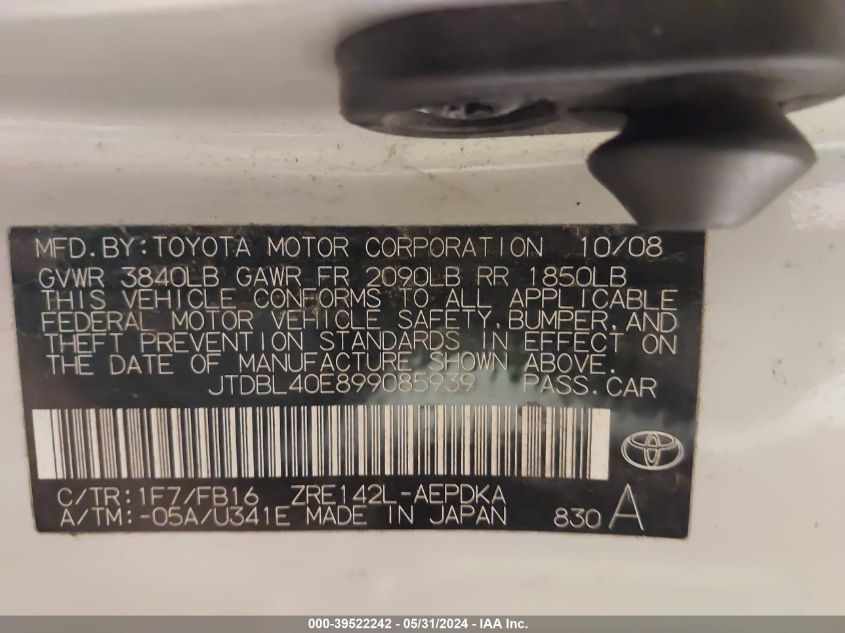 MFD.BY:TOYOTA MOTOR CORPORATION 10/08
GVWR 3840LB GAWR FR 2090LB RR 1850LB
THIS VEHICLE CONFORMS TO ALL APPLICABLE
FEDERAL MOTOR VEHICLE SAFETY,BUMPER,AND
THEFT PREVENTION STANDARDS IN EFFECT ON
THE DATE OF MANUFACTURE SHOWN ABOVE.
JTDBL40E899085939 PASS.CAR
C/TR:1F7/FB16 ZRE142L-AEPDKA
A/TM:-05A/U341E MADE IN JAPAN 830 A
000-39522242 - 05/31/2024 - IAA Inc.